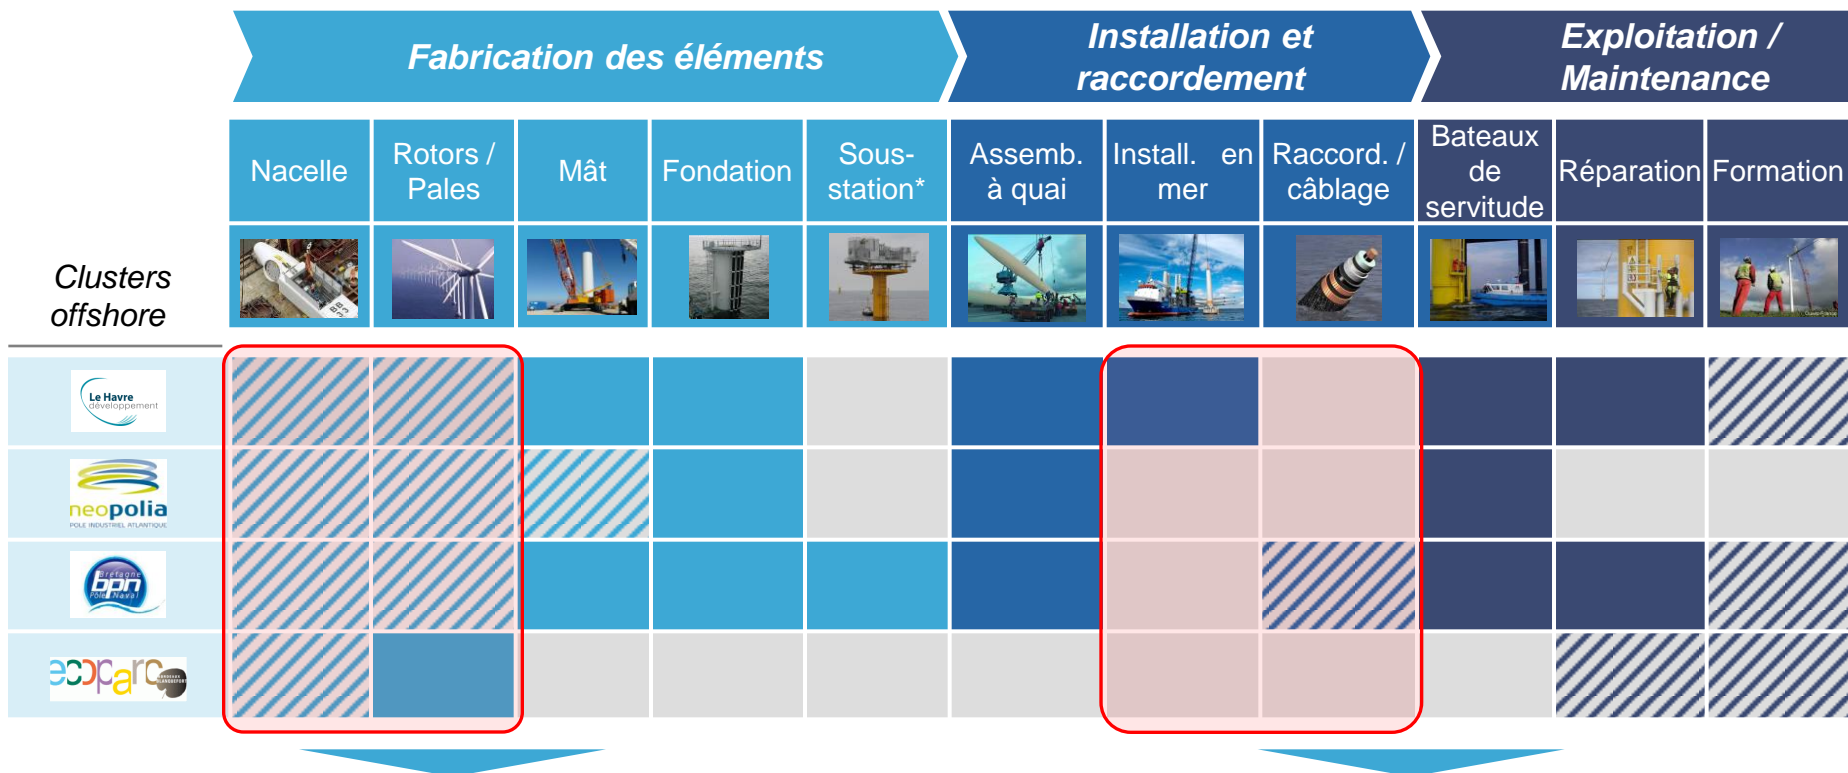 Fabrication des éléments
Installation et
raccordement
Exploitation /
Maintenance
Nacelle
Rotors /
Pales
Mât
Fondation
Sous-
station*
Assemb.
à quai
Install. en
mer
Raccord. /
câblage
Bateaux
de
servitude
Réparation
Formation
Clusters
offshore
Le Havre
développement
neopolia
POLE INDUSTRIEL ATLANTIQUE
Bretagne
bpn
Pôle Naval
ecoparc
BLANQUEFORT